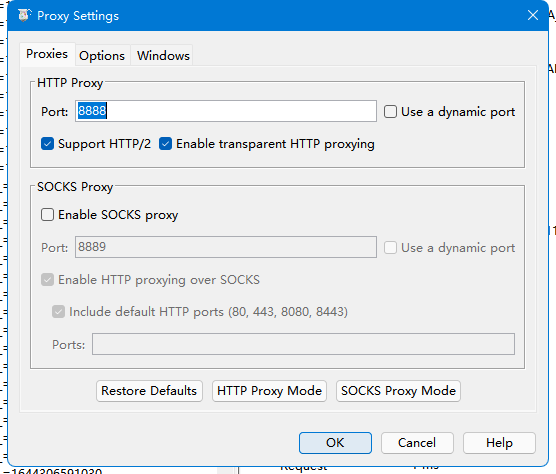 Proxy Settings
Proxies Options Windows
HTTP Proxy
Port: 8888 Use a dynamic port
Support HTTP/2 Enable transparent HTTP proxying
SOCKS Proxy
Enable SOCKS proxy
Port: 8889 Use a dynamic port
Enable HTTP proxying over SOCKS
Include default HTTP ports (80, 443, 8080, 8443)
Ports:
Restore Defaults HTTP Proxy Mode SOCKS Proxy Mode
OK Cancel Help
=1644306591030 Request